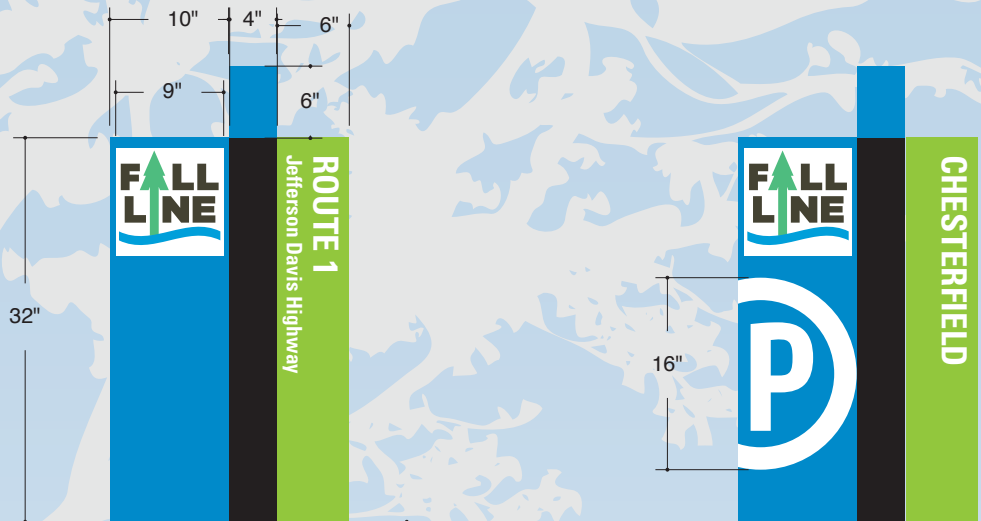 10" 4" 6"
9"
6"
32"
FALL
LINE
ROUTE 1
Jefferson Davis Highway
FALL
LINE
16"
P
CHESTERFIELD